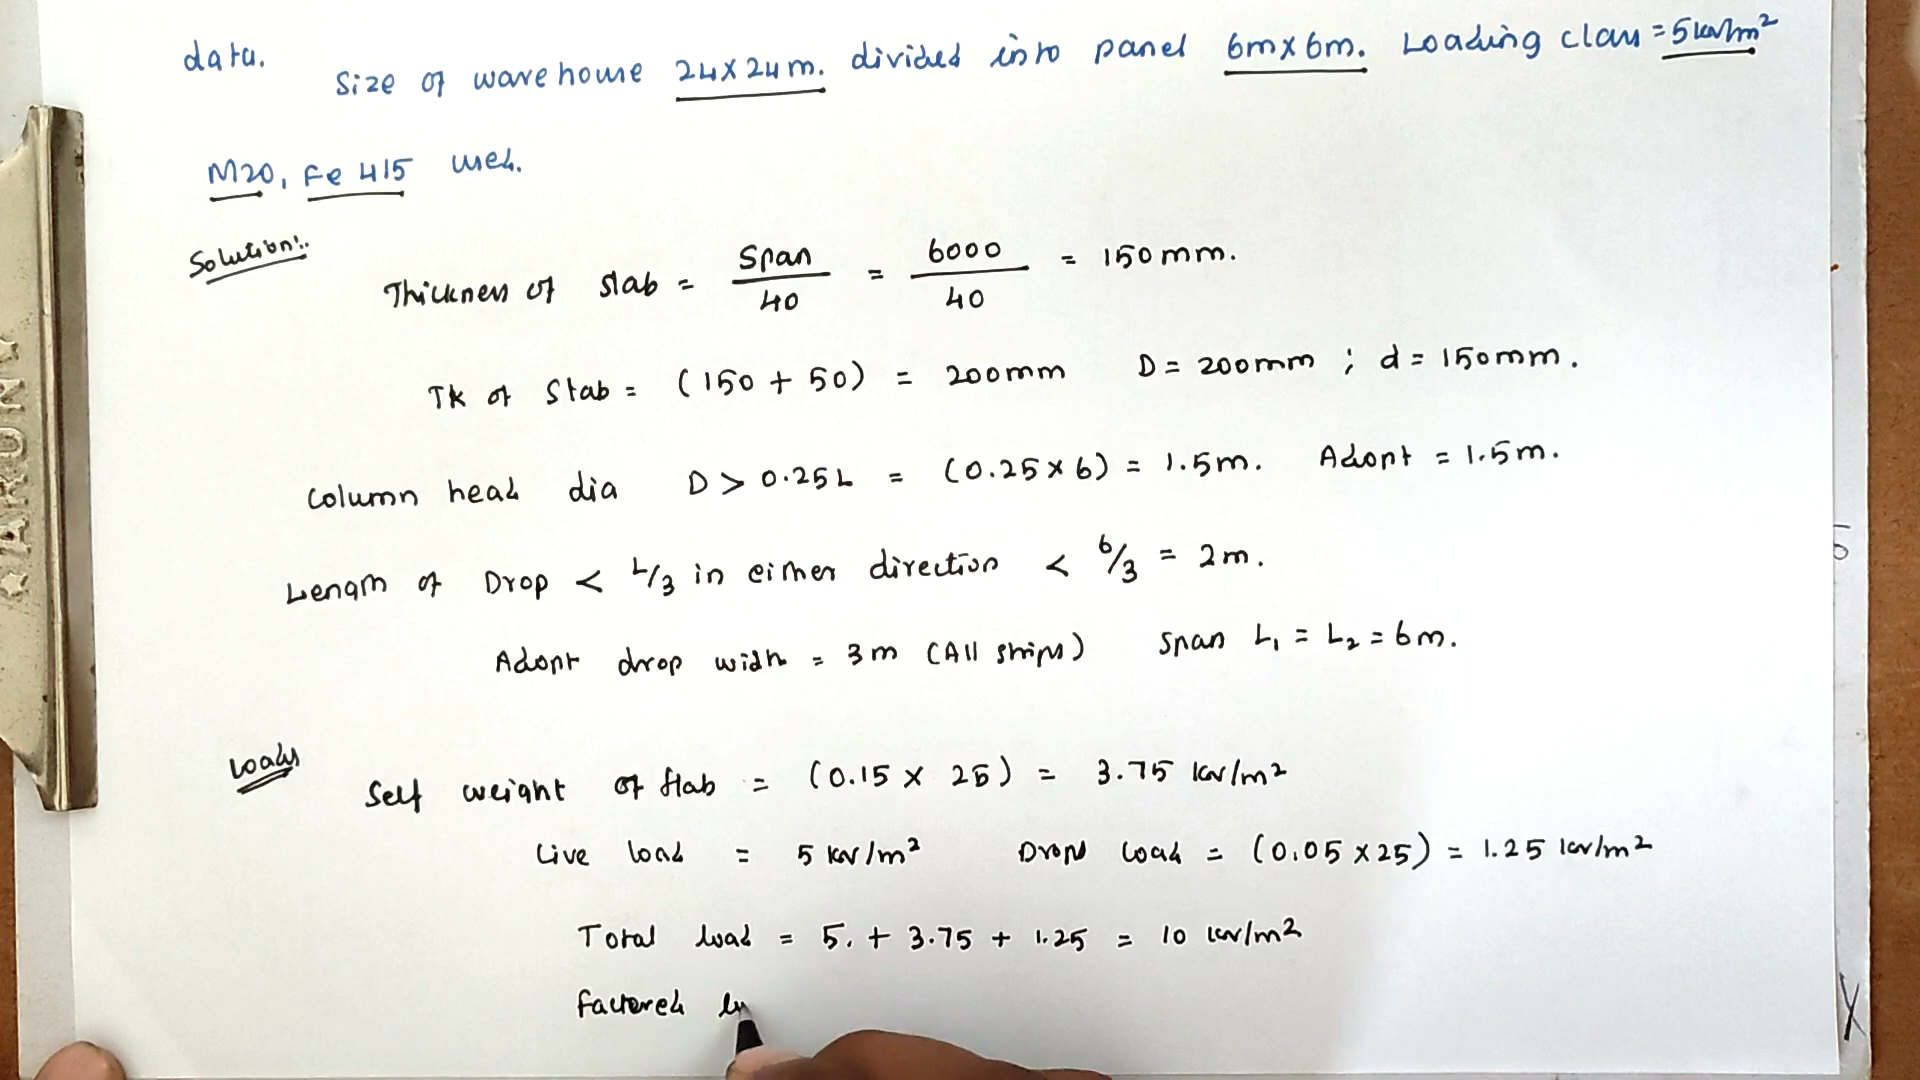 data. Size of warehouse 24x24m. divided into panel 6mx6m. Loading class = 5kN/m²
M20, Fe 415 used.
Solution:.
Thickness of slab = Span/40 = 6000/40 = 150mm.
Tk of Slab = (150 + 50) = 200mm D = 200mm ; d = 150mm.
Column head dia D > 0.25L = (0.25 x 6) = 1.5m. Adopt = 1.5m.
Length of Drop < L/3 in either direction < 6/3 = 2m.
Adopt drop width = 3m (All strips) Span L₁ = L₂ = 6m.
Loads
Self weight of slab = (0.15 x 25) = 3.75 kN/m²
Live load = 5 kN/m² Drop load = (0.05 x 25) = 1.25 kN/m²
Total load = 5. + 3.75 + 1.25 = 10 kN/m²
factored